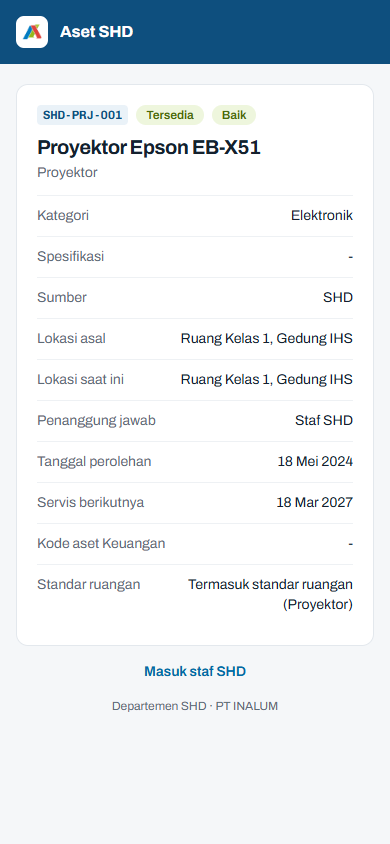 Aset SHD
SHD-PRJ-001 Tersedia Baik
Proyektor Epson EB-X51
Proyektor
Kategori Elektronik
Spesifikasi -
Sumber SHD
Lokasi asal Ruang Kelas 1, Gedung IHS
Lokasi saat ini Ruang Kelas 1, Gedung IHS
Penanggung jawab Staf SHD
Tanggal perolehan 18 Mei 2024
Servis berikutnya 18 Mar 2027
Kode aset Keuangan -
Standar ruangan Termasuk standar ruangan
(Proyektor)
Masuk staf SHD
Departemen SHD · PT INALUM